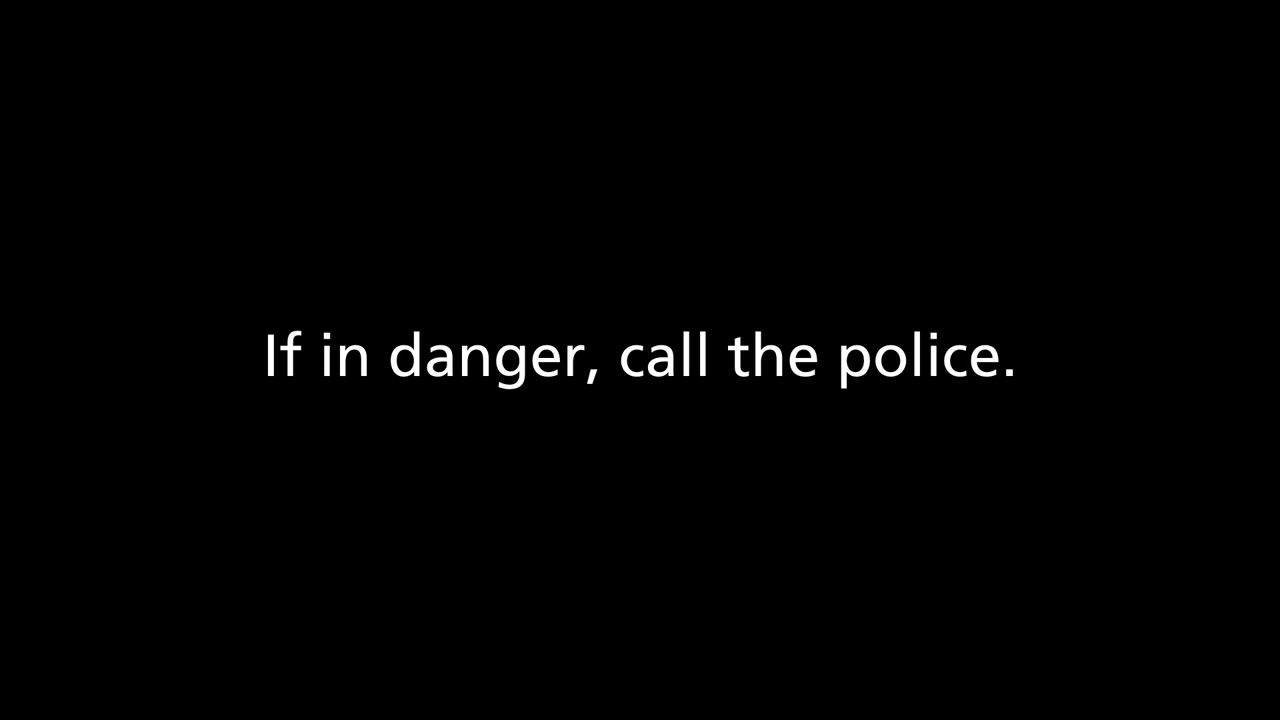 If in danger, call the police.